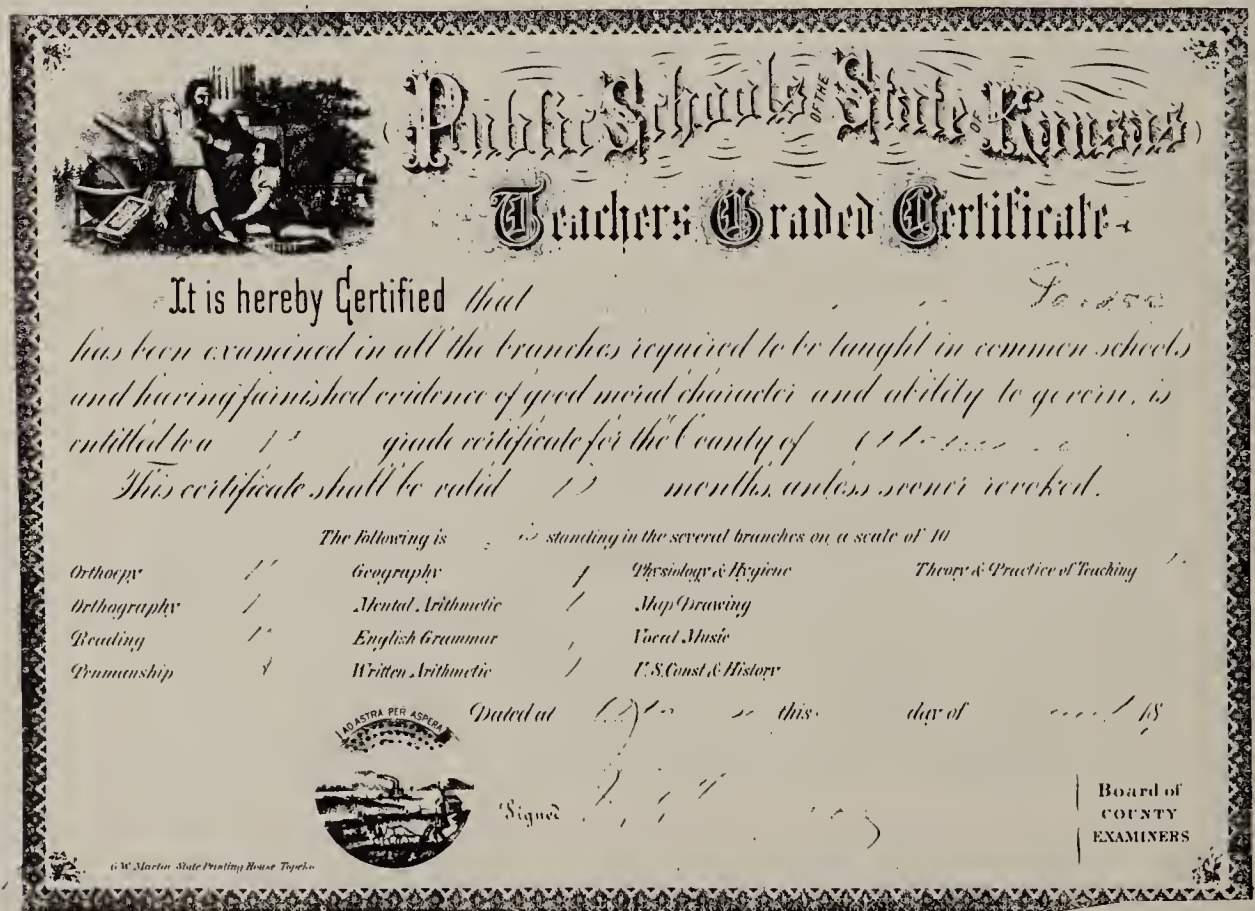 Public Schools OF THE State OF Kansas
Teachers Graded Certificate
It is hereby Certified that
has been examined in all the branches required to be taught in common schools
and having furnished evidence of good moral character and ability to govern, is
entitled to a grade certificate for the County of
This certificate shall be valid 12 months, unless sooner revoked.
The following is standing in the several branches on a scale of 10
Orthoepy Geography Physiology & Hygiene Theory & Practice of Teaching
Orthography Mental Arithmetic Map Drawing
Reading English Grammar Vocal Music
Penmanship Written Arithmetic U.S. Const & History
Dated at this day of 18
AD ASTRA PER ASPERA
Signed
Board of
COUNTY
EXAMINERS
G W Martin State Printing House Topeka